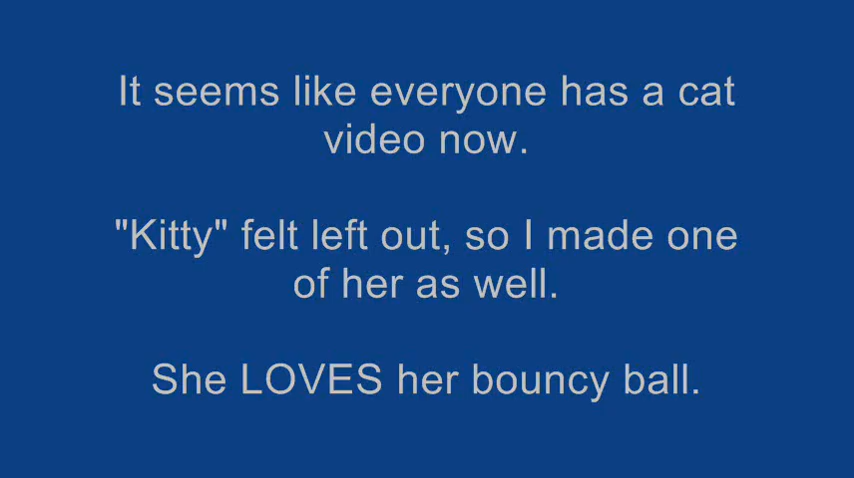 It seems like everyone has a cat
video now.
"Kitty" felt left out, so I made one
of her as well.
She LOVES her bouncy ball.